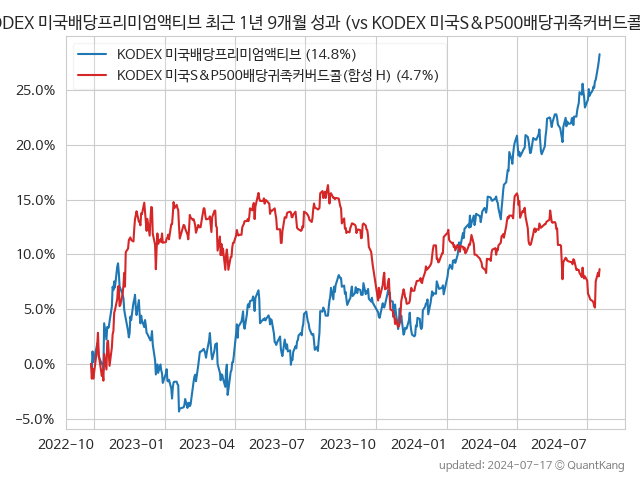 ODEX 미국배당프리미엄액티브 최근 1년 9개월 성과 (vs KODEX 미국S&P500배당귀족커버드콜(
KODEX 미국배당프리미엄액티브 (14.8%)
KODEX 미국S&P500배당귀족커버드콜(합성 H) (4.7%)
25.0%
20.0%
15.0%
10.0%
5.0%
0.0%
−5.0%
2022-10 2023-01 2023-04 2023-07 2023-10 2024-01 2024-04 2024-07
updated: 2024-07-17 © QuantKang